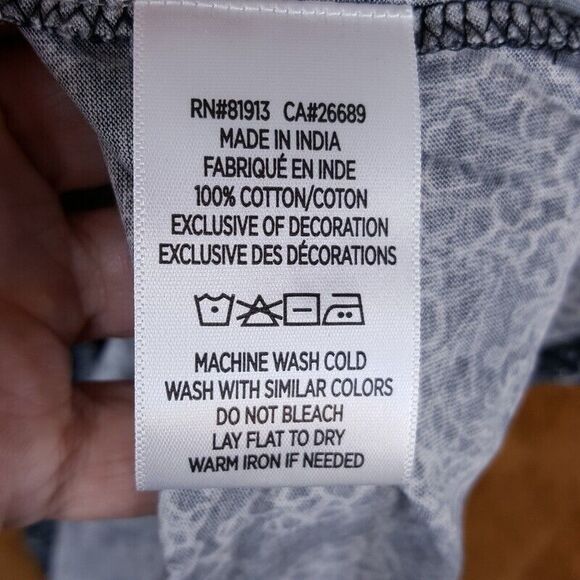 RN#81913 CA#26689
MADE IN INDIA
FABRIQUÉ EN INDE
100% COTTON/COTON
EXCLUSIVE OF DECORATION
EXCLUSIVE DES DÉCORATIONS
MACHINE WASH COLD
WASH WITH SIMILAR COLORS
DO NOT BLEACH
LAY FLAT TO DRY
WARM IRON IF NEEDED